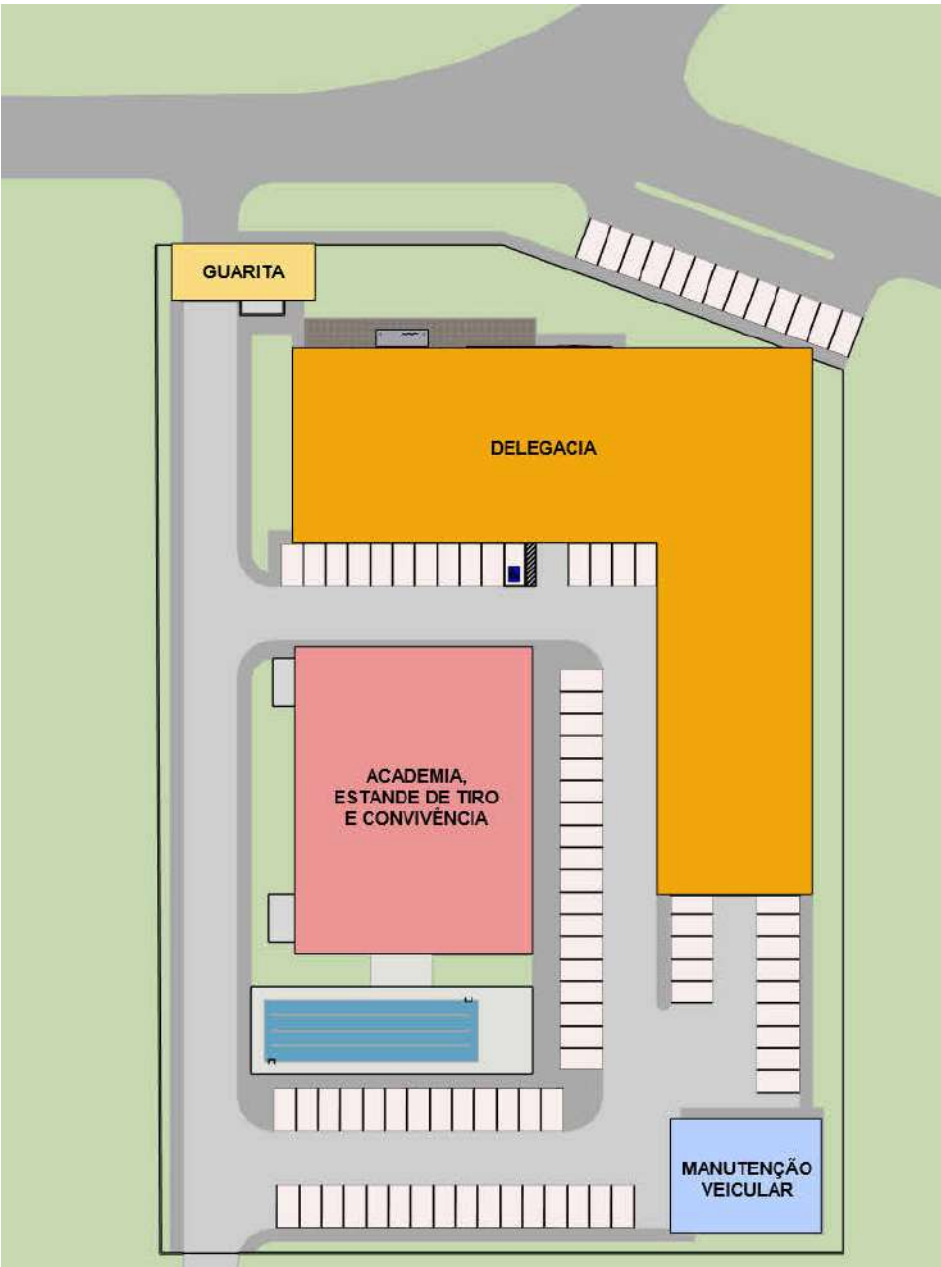 GUARITA
DELEGACIA
ACADEMIA,
ESTANDE DE TIRO
E CONVIVÊNCIA
MANUTENÇÃO
VEICULAR